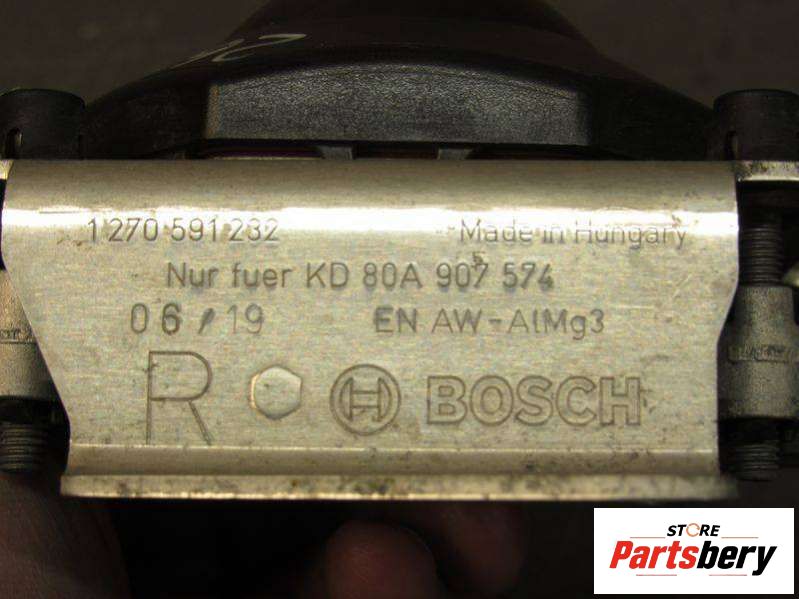 1 270 591 232 Made in Hungary
Nur fuer KD 80A 907 574
06/19 EN AW-AlMg3
R BOSCH
STORE
Partsbery